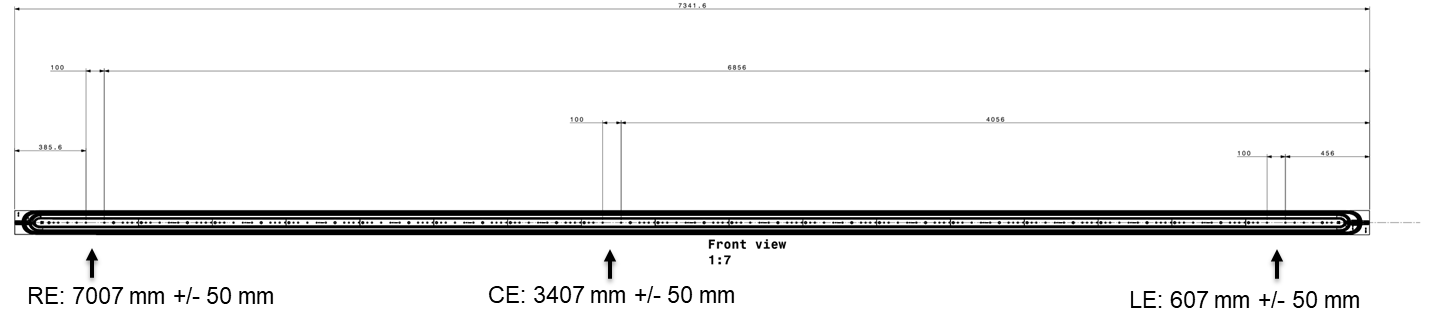 7341.6
100
6856
100
4056
385.6
100
456
Front view
1:7
RE: 7007 mm +/- 50 mm
CE: 3407 mm +/- 50 mm
LE: 607 mm +/- 50 mm